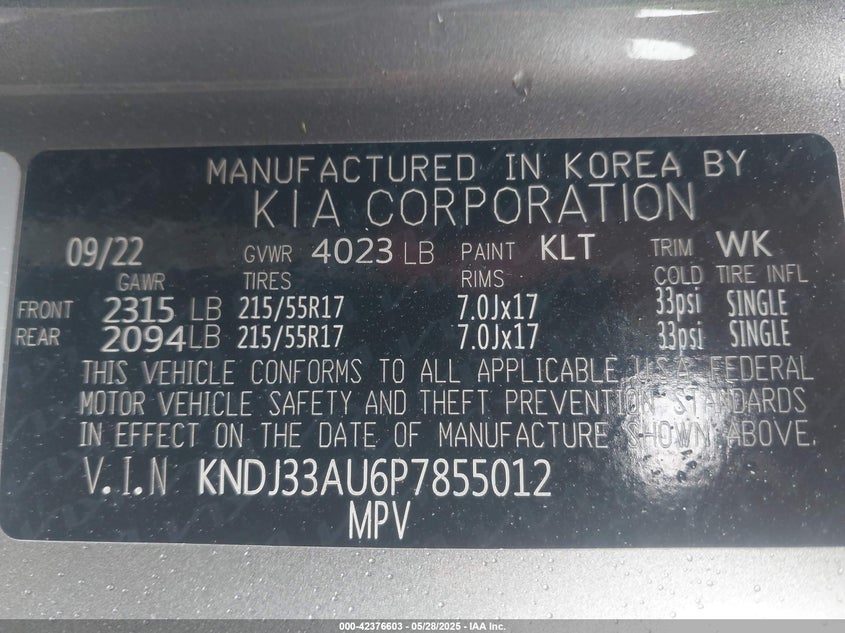 MANUFACTURED IN KOREA BY
KIA CORPORATION
09/22 GVWR 4023 LB PAINT KLT TRIM WK
GAWR TIRES RIMS COLD TIRE INFL
FRONT 2315 LB 215/55R17 7.0Jx17 33psi SINGLE
REAR 2094 LB 215/55R17 7.0Jx17 33psi SINGLE
THIS VEHICLE CONFORMS TO ALL APPLICABLE U.S.A. FEDERAL
MOTOR VEHICLE SAFETY AND THEFT PREVENTION STANDARDS
IN EFFECT ON THE DATE OF MANUFACTURE SHOWN ABOVE.
V.I.N KNDJ33AU6P7855012
MPV
000-42376603 - 05/28/2025 - IAA Inc.